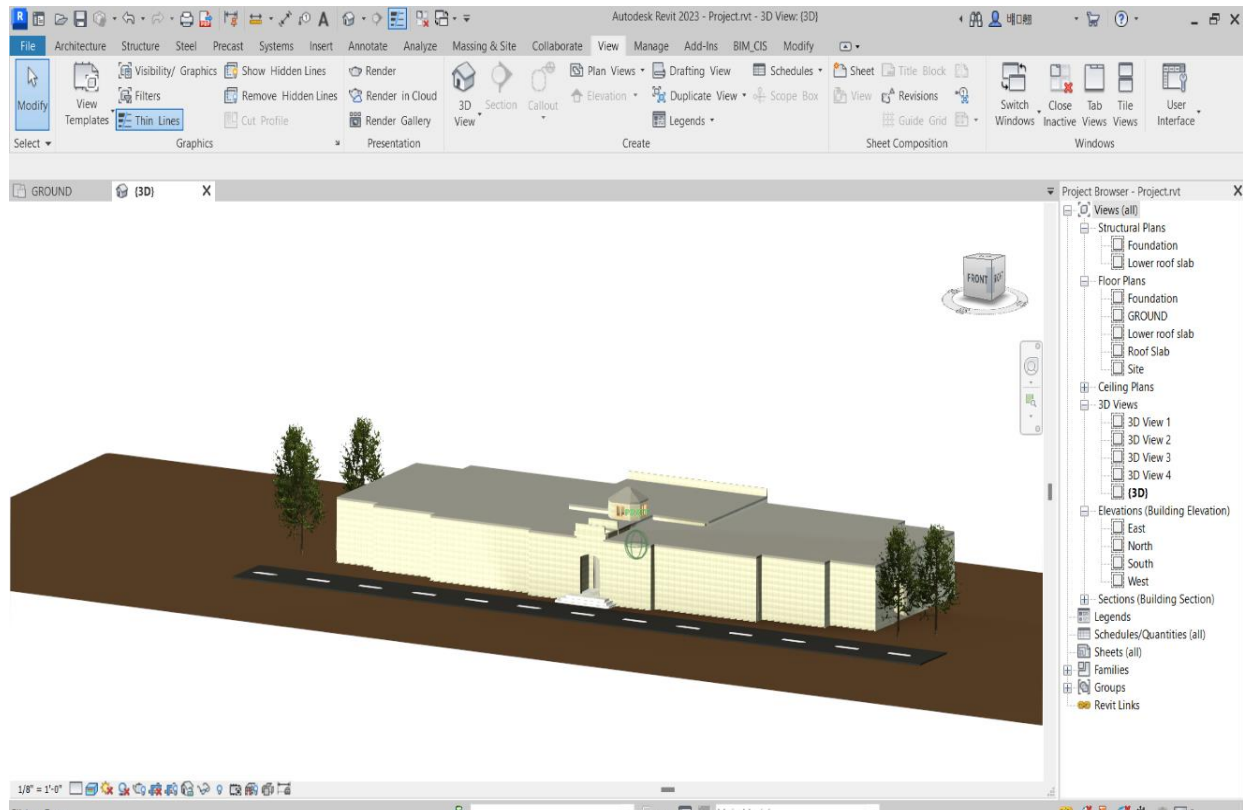 Autodesk Revit 2023 - Project.rvt - 3D View: {3D}
File Architecture Structure Steel Precast Systems Insert Annotate Analyze Massing & Site Collaborate View Manage Add-Ins BIM_CIS Modify
Modify
Select
View Templates
Visibility/ Graphics
Filters
Thin Lines
Show Hidden Lines
Remove Hidden Lines
Cut Profile
Graphics
Render
Render in Cloud
Render Gallery
Presentation
3D View
Section
Callout
Plan Views
Elevation
Drafting View
Duplicate View
Legends
Schedules
Scope Box
Create
Sheet
View
Title Block
Revisions
Guide Grid
Sheet Composition
Switch Windows
Close Inactive
Tab Views
Tile Views
User Interface
Windows
GROUND
{3D}
X
FRONT
Project Browser - Project.rvt X
Views (all)
Structural Plans
Foundation
Lower roof slab
Floor Plans
Foundation
GROUND
Lower roof slab
Roof Slab
Site
Ceiling Plans
3D Views
3D View 1
3D View 2
3D View 3
3D View 4
{3D}
Elevations (Building Elevation)
East
North
South
West
Sections (Building Section)
Legends
Schedules/Quantities (all)
Sheets (all)
Families
Groups
Revit Links
1/8" = 1'-0"